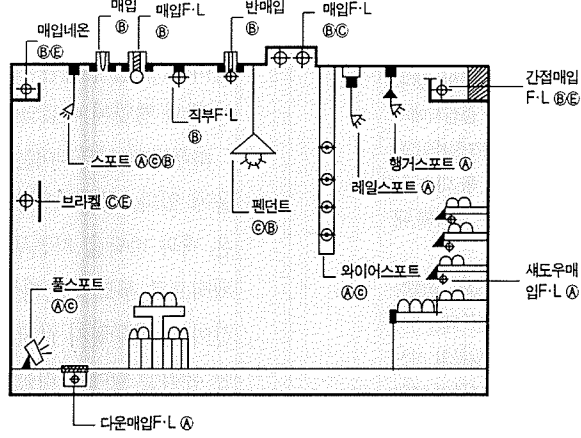 매입네온
ⒷⒺ
매입
Ⓑ
매입F·L
Ⓑ
반매입
Ⓑ
매입F·L
ⒷⒸ
간접매입
F·L ⒷⒺ
직부F·L
Ⓑ
스포트 ⒶⓒⒷ
행거스포트 Ⓐ
레일스포트 Ⓐ
브라켈 ⒸⒺ
펜던트
ⓒⒷ
와이어스포트
Ⓐⓒ
섀도우매
입F·L Ⓐ
풀스포트
Ⓐⓒ
다운매입F·L Ⓐ